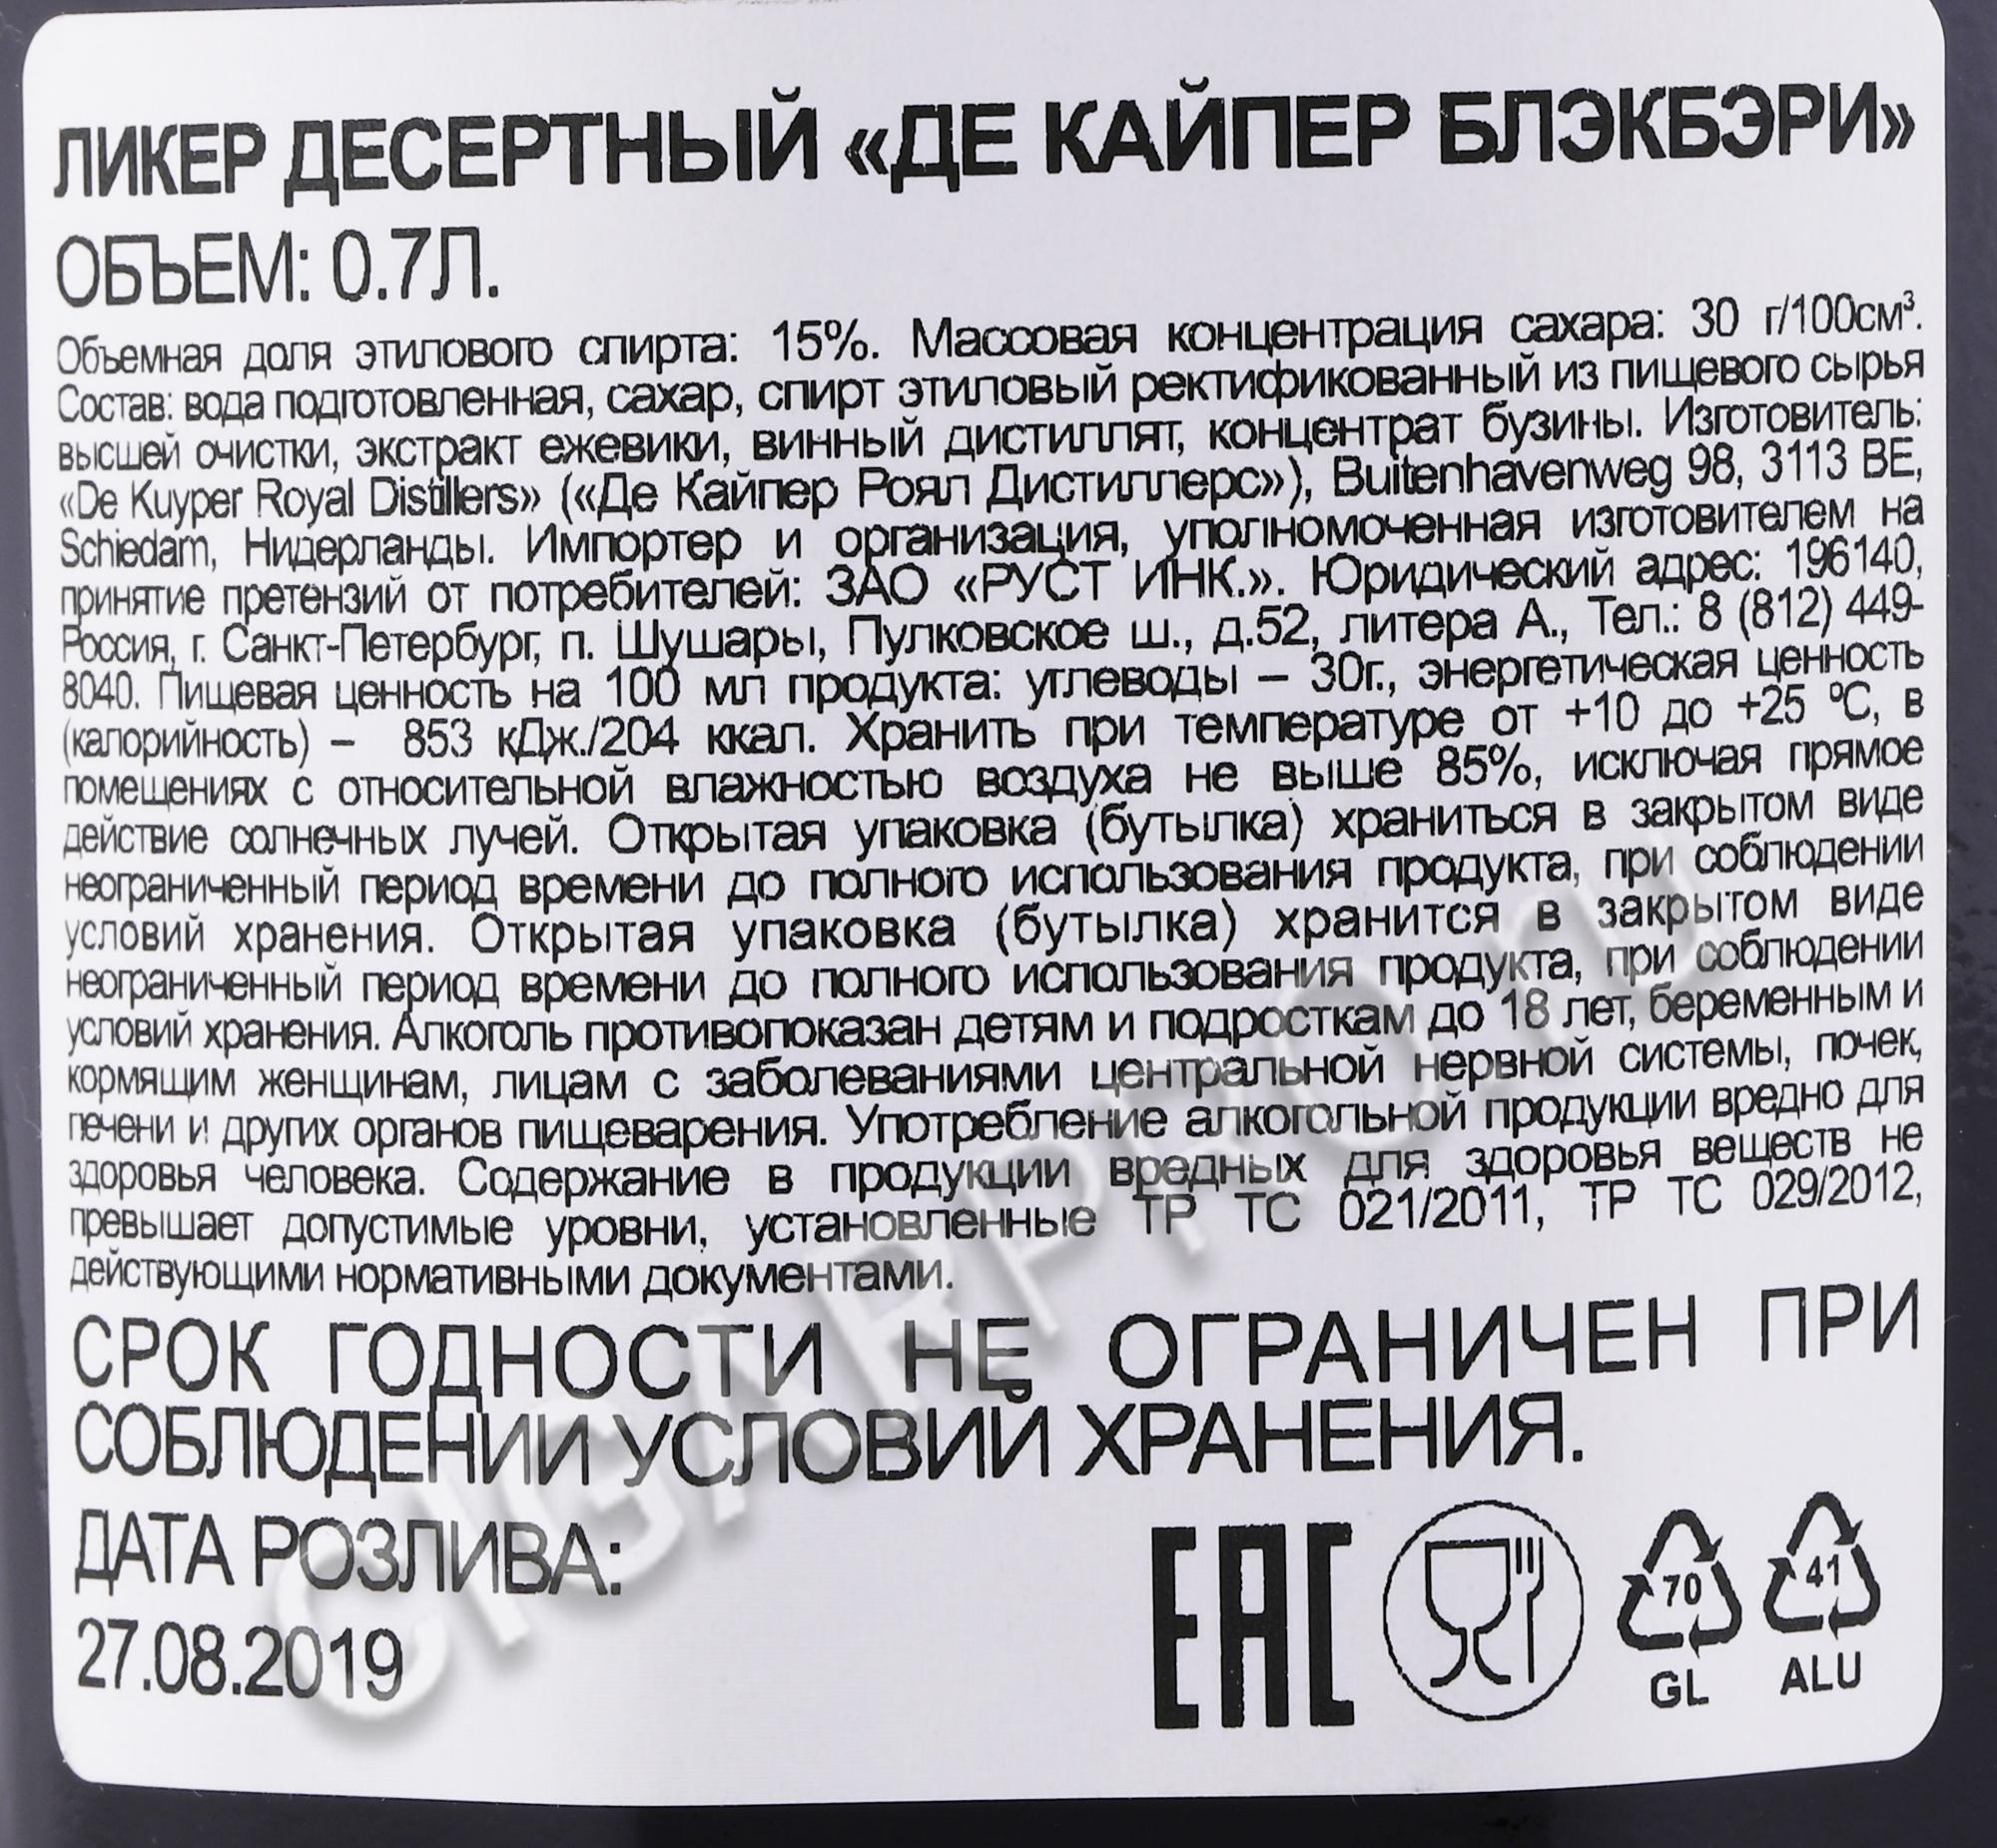 ЛИКЕР ДЕСЕРТНЫЙ «ДЕ КАЙПЕР БЛЭКБЭРИ»
ОБЪЕМ: 0.7Л.
Объемная доля этилового спирта: 15%. Массовая концентрация сахара: 30 г/100см³.
Состав: вода подготовленная, сахар, спирт этиловый ректификованный из пищевого сырья
высшей очистки, экстракт ежевики, винный дистиллят, концентрат бузины. Изготовитель:
«De Kuyper Royal Distillers» («Де Кайпер Роял Дистиллерс»), Buitenhavenweg 98, 3113 BE,
Schiedam, Нидерланды. Импортер и организация, уполномоченная изготовителем на
принятие претензий от потребителей: ЗАО «РУСТ ИНК.». Юридический адрес: 196140,
Россия, г. Санкт-Петербург, п. Шушары, Пулковское ш., д.52, литера А., Тел.: 8 (812) 449-
8040. Пищевая ценность на 100 мл продукта: углеводы – 30г., энергетическая ценность
(калорийность) – 853 кДж./204 ккал. Хранить при температуре от +10 до +25 ºС, в
помещениях с относительной влажностью воздуха не выше 85%, исключая прямое
действие солнечных лучей. Открытая упаковка (бутылка) храниться в закрытом виде
неограниченный период времени до полного использования продукта, при соблюдении
условий хранения. Открытая упаковка (бутылка) хранится в закрытом виде
неограниченный период времени до полного использования продукта, при соблюдении
условий хранения. Алкоголь противопоказан детям и подросткам до 18 лет, беременным и
кормящим женщинам, лицам с заболеваниями центральной нервной системы, почек,
печени и других органов пищеварения. Употребление алкогольной продукции вредно для
здоровья человека. Содержание в продукции вредных для здоровья веществ не
превышает допустимые уровни, установленные ТР ТС 021/2011, ТР ТС 029/2012,
действующими нормативными документами.
СРОК ГОДНОСТИ НЕ ОГРАНИЧЕН ПРИ
СОБЛЮДЕНИИ УСЛОВИЙ ХРАНЕНИЯ.
ДАТА РОЗЛИВА:
27.08.2019
EAC
70
GL
41
ALU
CIGARPRO.ru